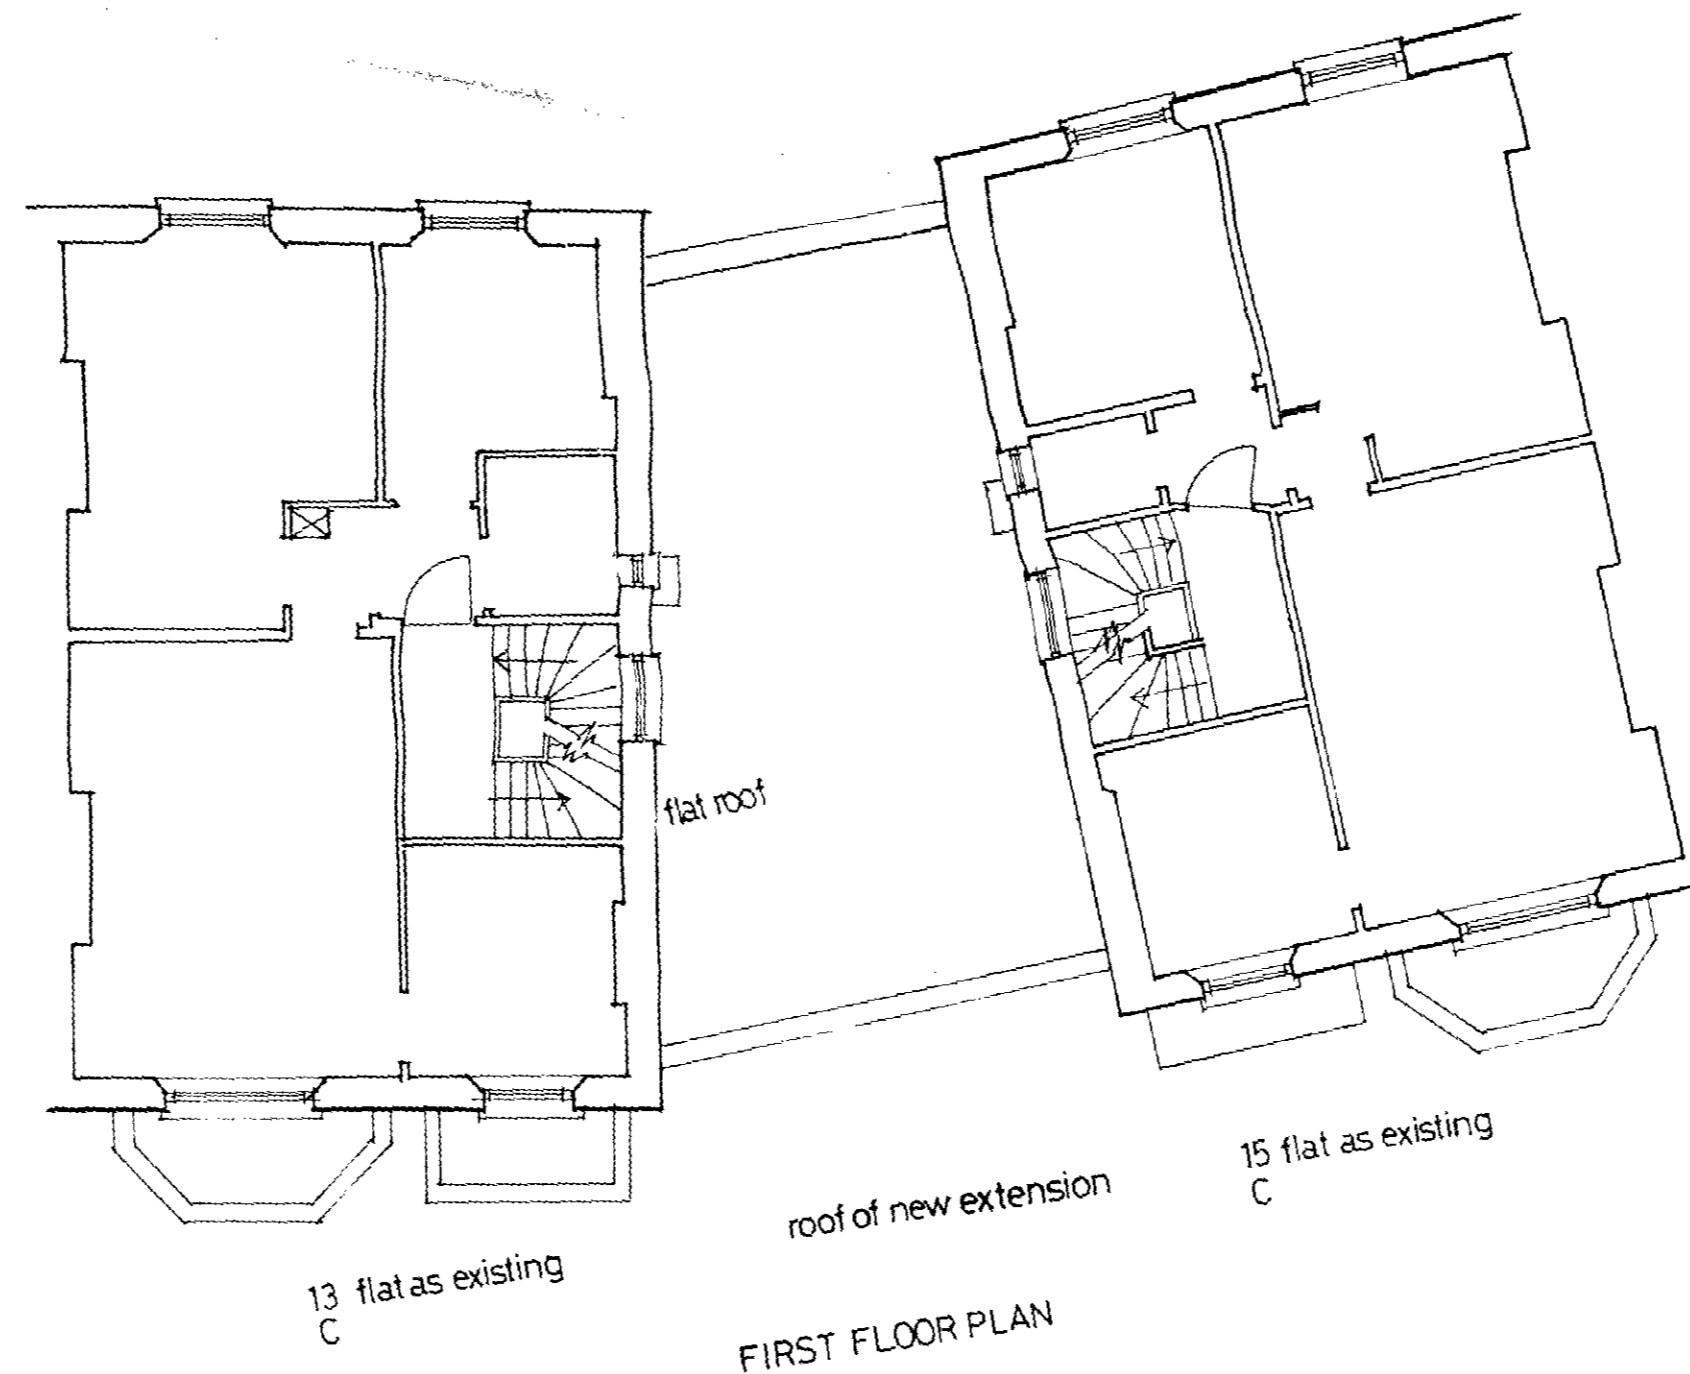 flat roof
15 flat as existing
C
roof of new extension
13 flat as existing
C
FIRST FLOOR PLAN